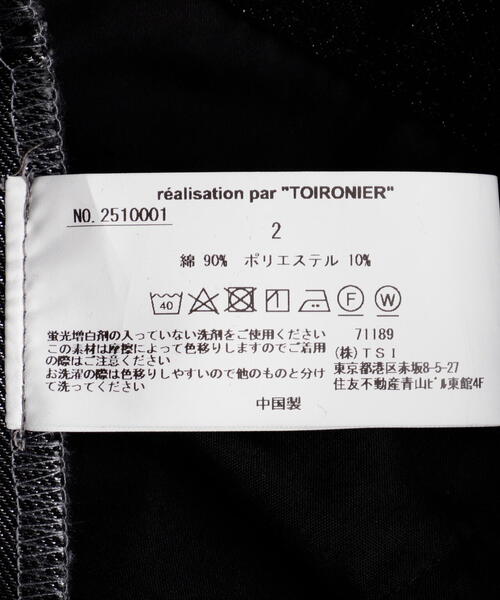 réalisation par "TOIRONIER"
NO. 2510001
2
綿 90% ポリエステル 10%
40 F W
蛍光増白剤の入っていない洗剤をご使用ください
この素材は摩擦によって色移りしますのでご着用
の際はご注意ください
お洗濯の際は色移りしやすいので他のものと分け
て洗ってください
71189
(株)TSI
東京都港区赤坂8-5-27
住友不動産青山ビル東館4F
中国製